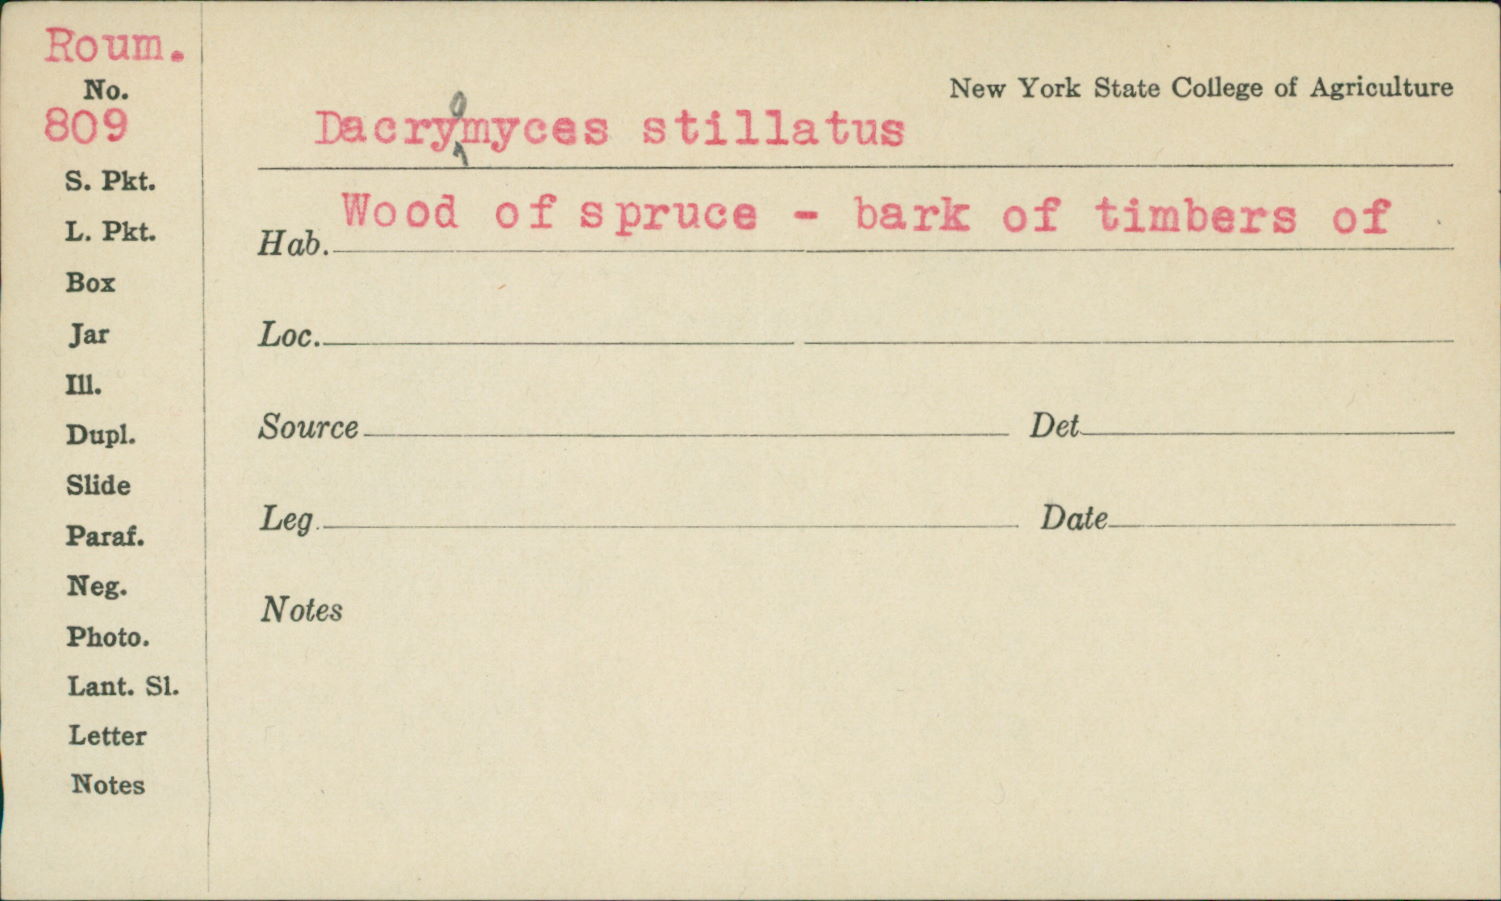 Roum.
No.
809
S. Pkt.
L. Pkt.
Box
Jar
Ill.
Dupl.
Slide
Paraf.
Neg.
Photo.
Lant. Sl.
Letter
Notes
New York State College of Agriculture
Dacryomyces stillatus
Hab. Wood of spruce - bark of timbers of
Loc.
Source Det.
Leg. Date
Notes